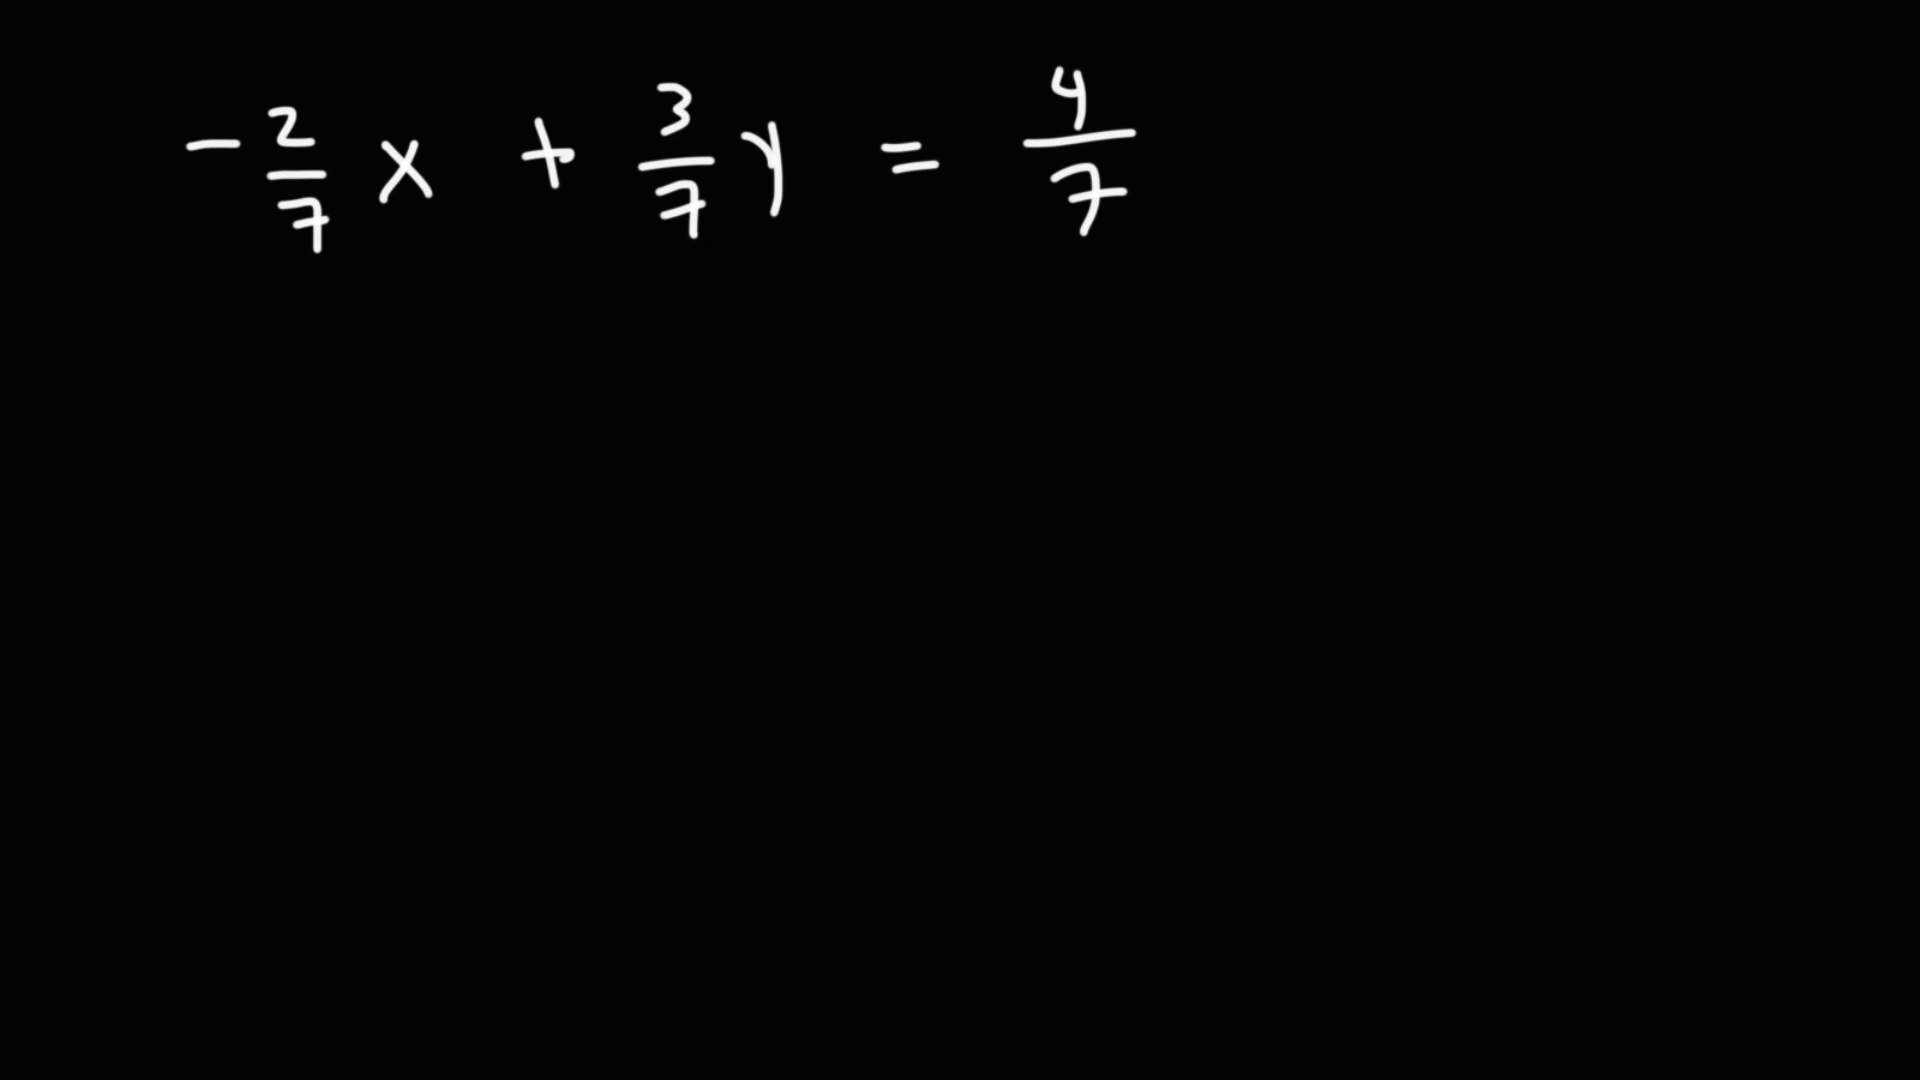 -2/7 x + 3/7 y = 4/7